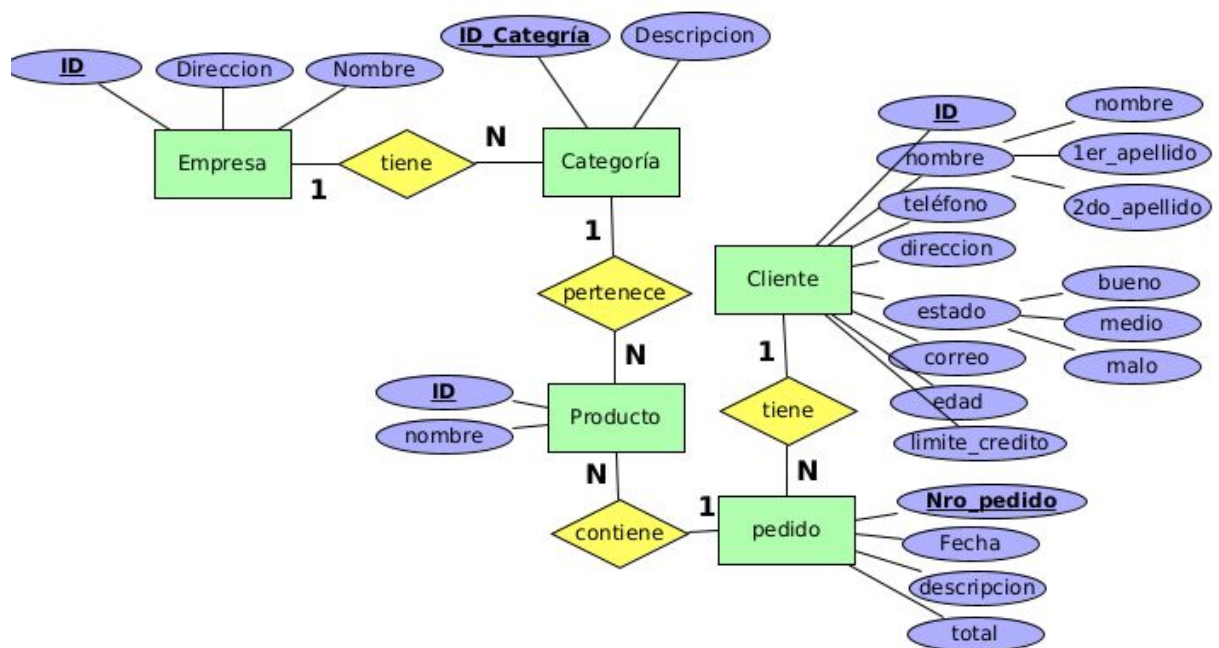 ID_Categría
Descripcion
ID
Direccion
Nombre
Empresa
1
tiene
N
Categoría
ID
nombre
nombre
1er_apellido
2do_apellido
teléfono
direccion
Cliente
estado
bueno
medio
malo
correo
edad
limite_credito
1
pertenece
N
1
tiene
N
ID
nombre
Producto
N
contiene
1
pedido
Nro_pedido
Fecha
descripcion
total